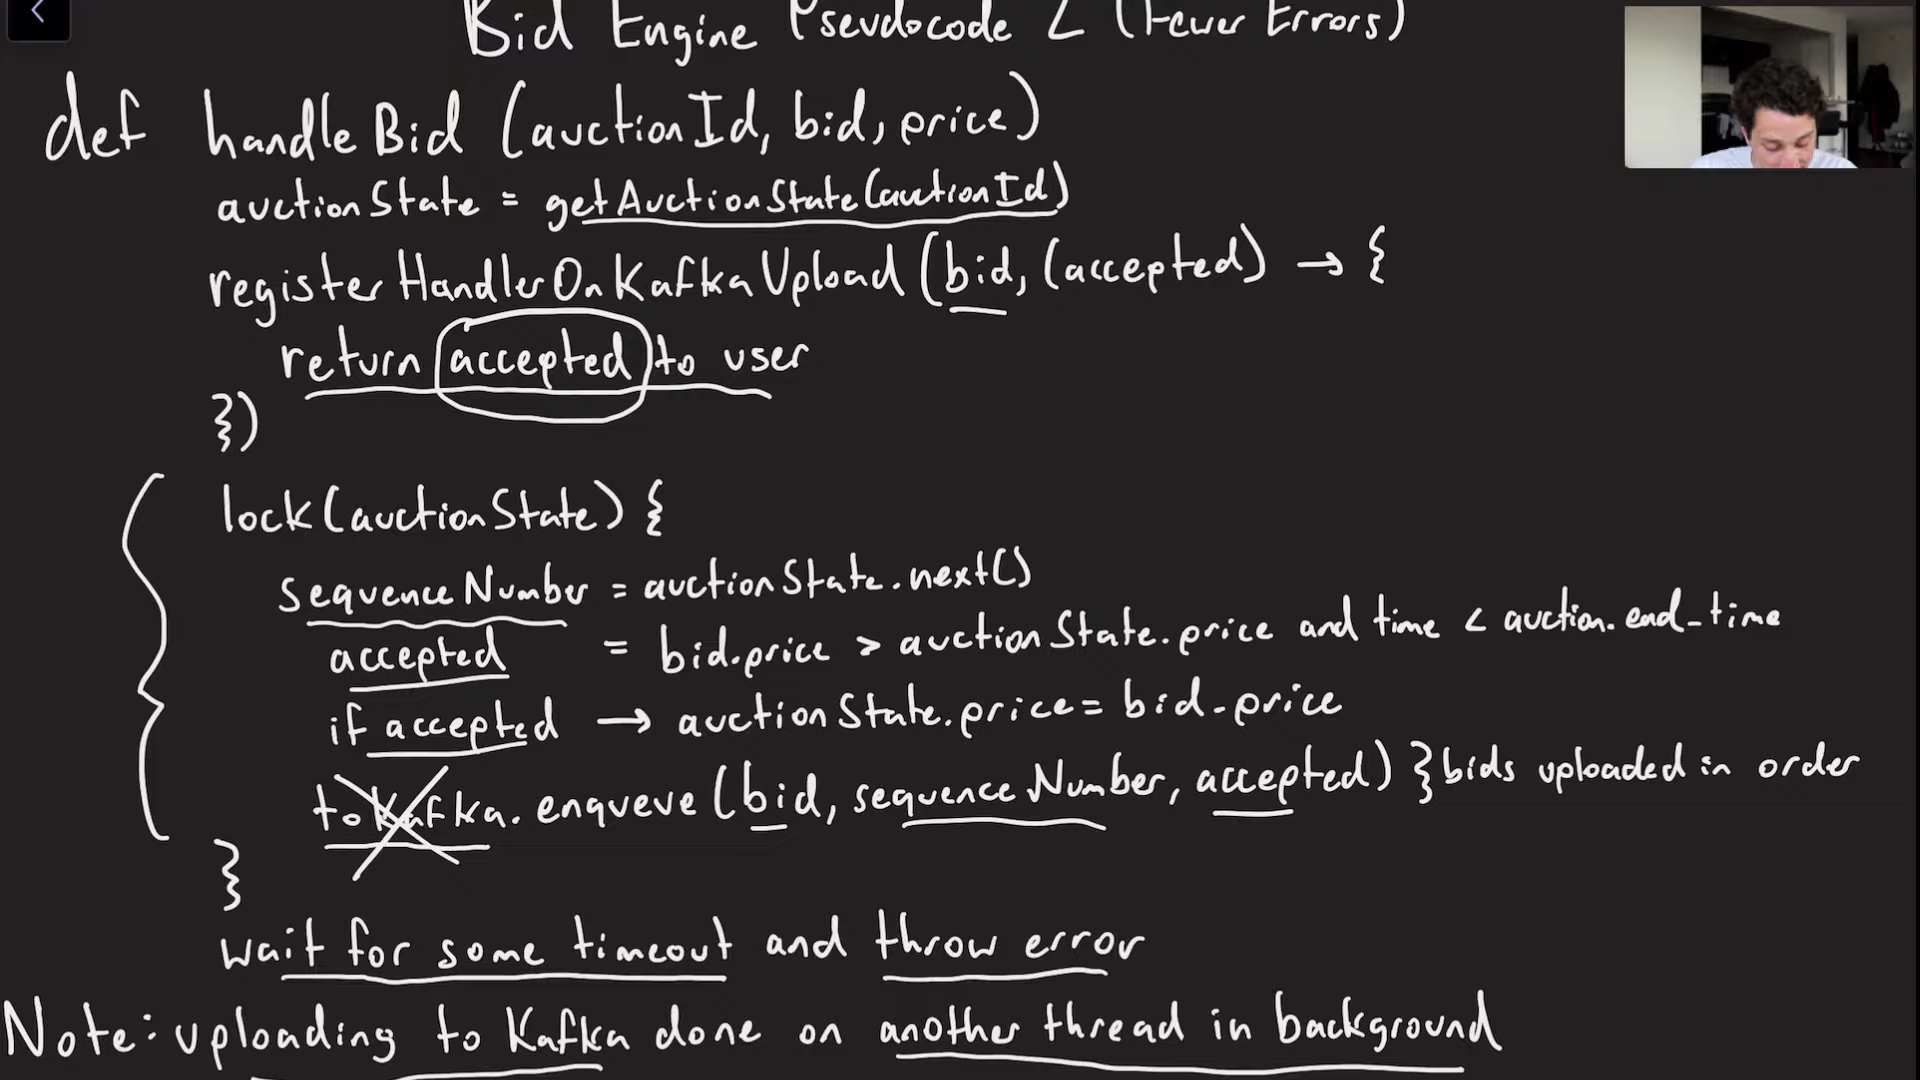 Bid Engine Pseudocode 2 (Fewer Errors)
def handleBid (auctionId, bid, price)
auctionState = getAuctionState(auctionId)
registerHandlerOnKafkaUpload (bid, (accepted) → {
return accepted to user
})
lock(auctionState) {
sequenceNumber = auctionState.next()
accepted = bid.price > auctionState.price and time < auction.end_time
if accepted → auctionState.price = bid.price
toKafka.enqueue (bid, sequenceNumber, accepted) } bids uploaded in order
}
wait for some timeout and throw error
Note: uploading to Kafka done on another thread in background